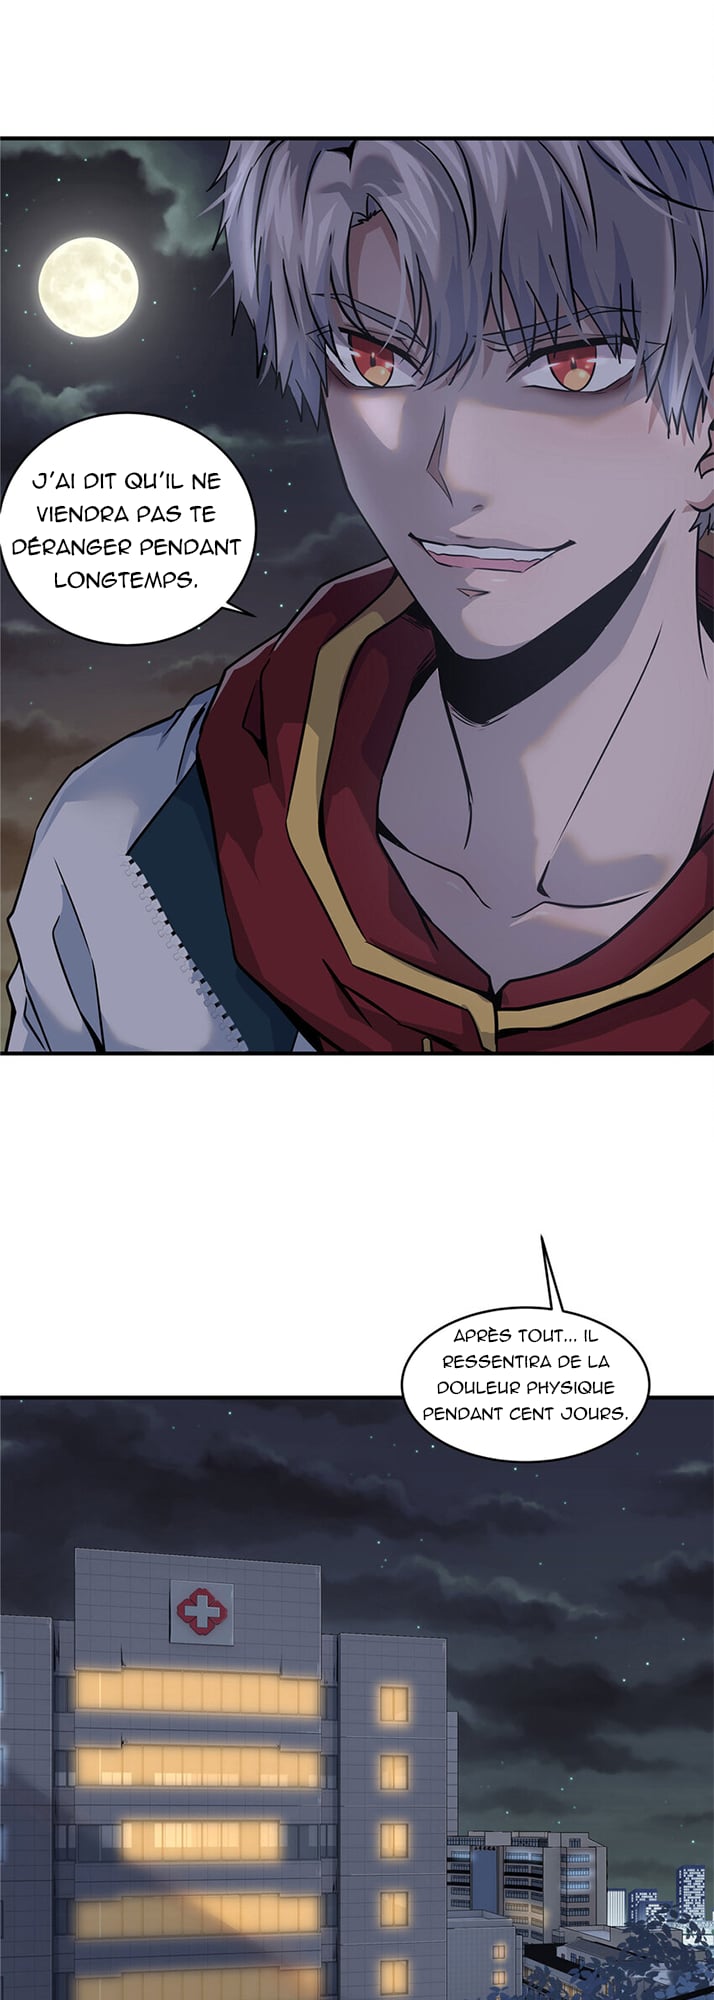 J'AI DIT QU'IL NE
VIENDRA PAS TE
DÉRANGER PENDANT
LONGTEMPS.
APRÈS TOUT... IL
RESSENTIRA DE LA
DOULEUR PHYSIQUE
PENDANT CENT JOURS.